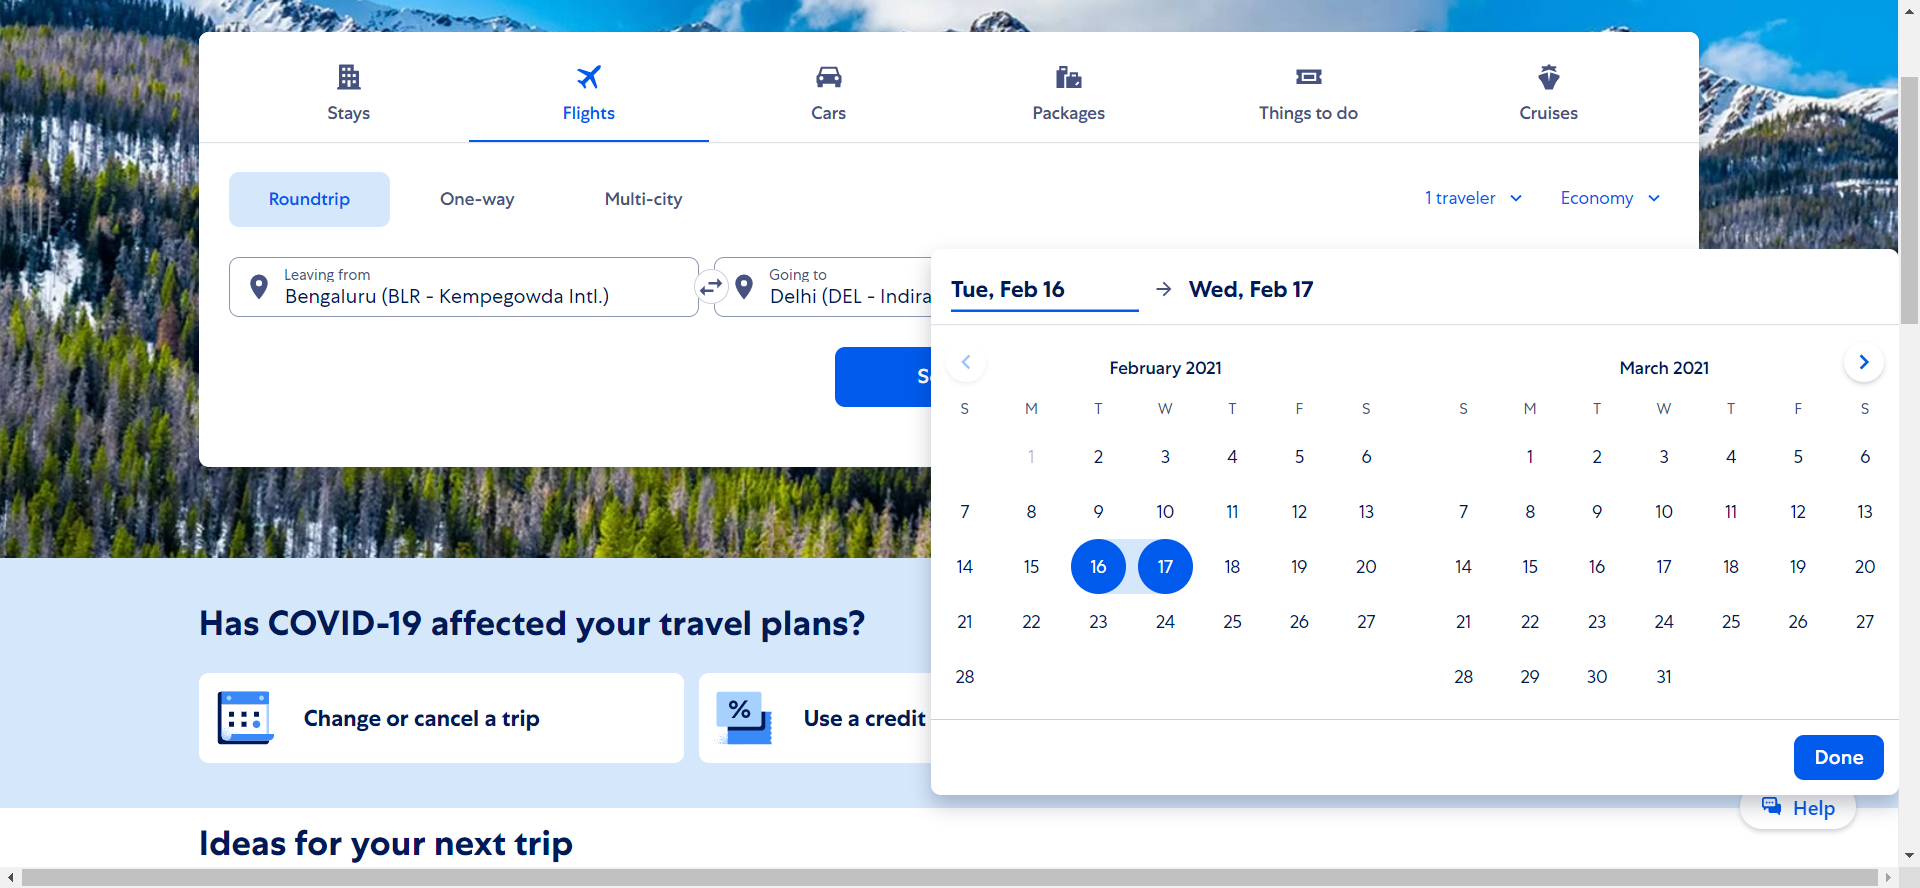 Stays
Flights
Cars
Packages
Things to do
Cruises
Roundtrip
One-way
Multi-city
1 traveler
Economy
Leaving from
Bengaluru (BLR - Kempegowda Intl.)
Going to
Delhi (DEL - Indira
Tue, Feb 16
Wed, Feb 17
February 2021
S M T W T F S
1 2 3 4 5 6
7 8 9 10 11 12 13
14 15 16 17 18 19 20
21 22 23 24 25 26 27
28
March 2021
S M T W T F S
1 2 3 4 5 6
7 8 9 10 11 12 13
14 15 16 17 18 19 20
21 22 23 24 25 26 27
28 29 30 31
Done
Has COVID-19 affected your travel plans?
Change or cancel a trip
%
Use a credit
Help
Ideas for your next trip